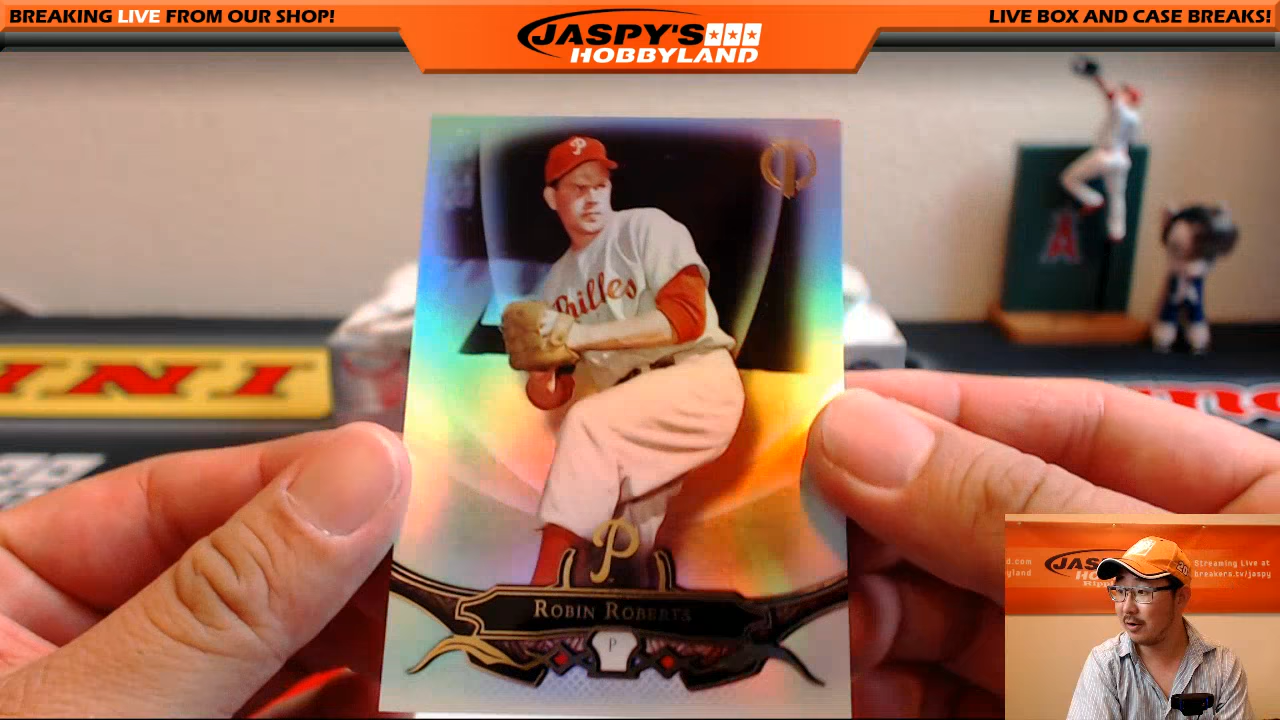 BREAKING LIVE FROM OUR SHOP!
JASPY'S
HOBBYLAND
LIVE BOX AND CASE BREAKS!
P
Phillies
A
INI
P
ROBIN ROBERTS
P
Streaming Live at
breakers.tv/jaspy